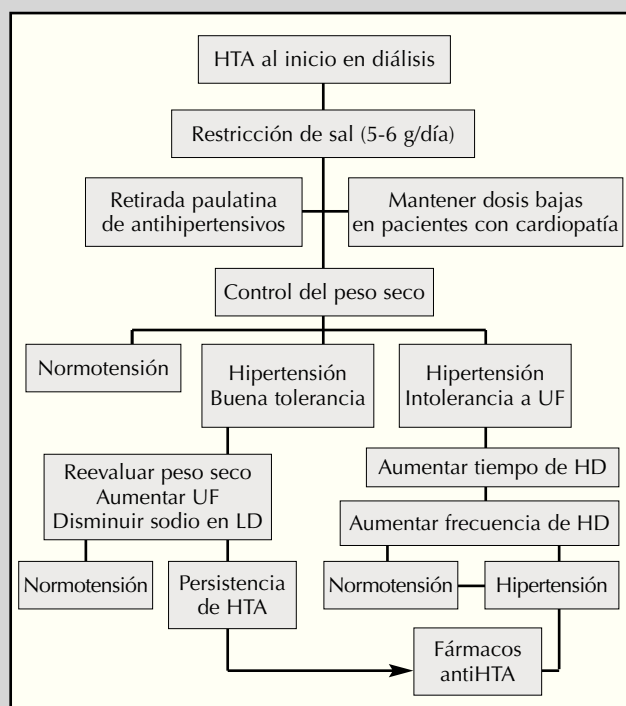 HTA al inicio en diálisis
Restricción de sal (5-6 g/día)
Retirada paulatina
de antihipertensivos
Mantener dosis bajas
en pacientes con cardiopatía
Control del peso seco
Normotensión
Hipertensión
Buena tolerancia
Hipertensión
Intolerancia a UF
Reevaluar peso seco
Aumentar UF
Disminuir sodio en LD
Aumentar tiempo de HD
Aumentar frecuencia de HD
Normotensión
Persistencia
de HTA
Normotensión
Hipertensión
Fármacos
antiHTA